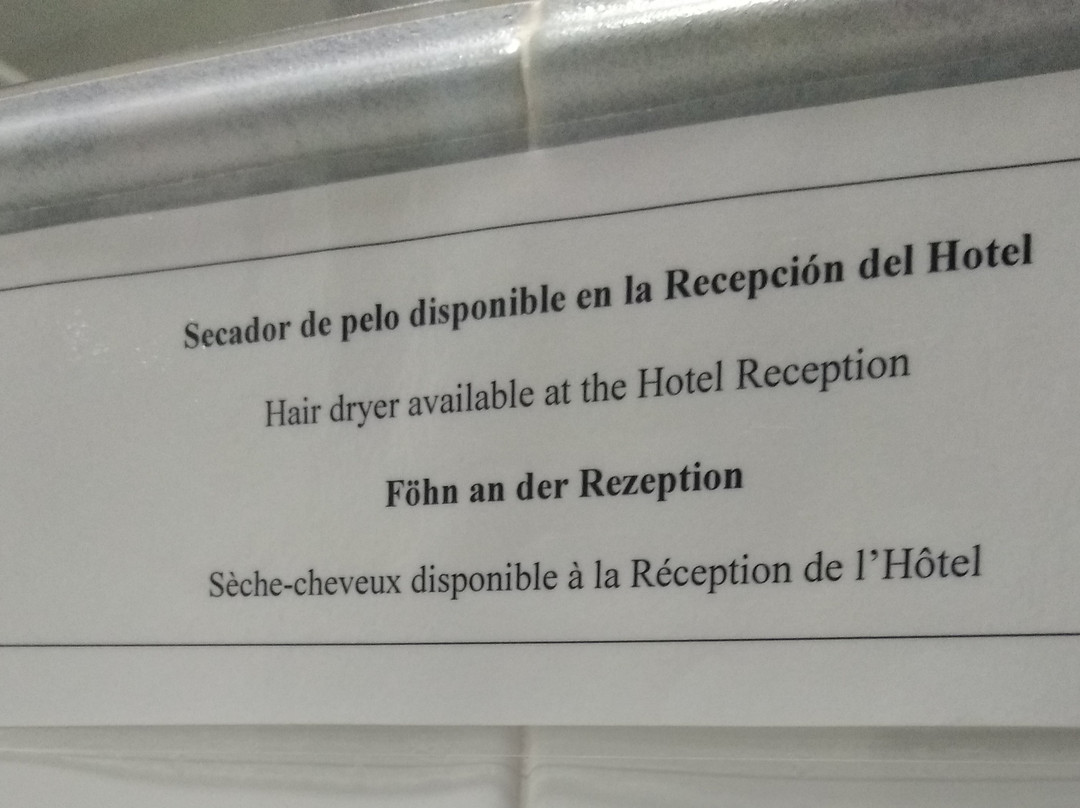 Secador de pelo disponible en la Recepción del Hotel
Hair dryer available at the Hotel Reception
Föhn an der Rezeption
Sèche-cheveux disponible à la Réception de l’Hôtel